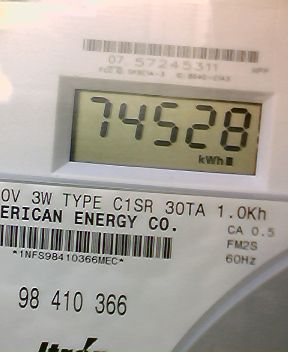 07 57245311
74528
kWh
0V 3W TYPE C1SR 30TA 1.0Kh
ERICAN ENERGY CO.
CA 0.5
FM2S
*1NFS98410366MEC*
60Hz
98 410 366
Itron